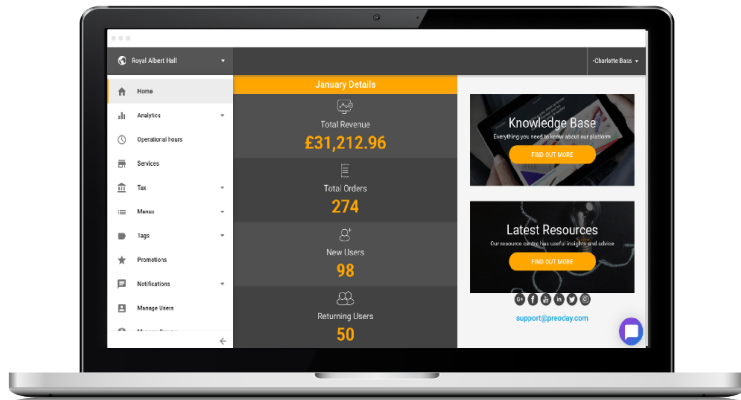 Royal Albert Hall
-Charlotte Bass
Home
Analytics
Operational hours
Services
Tax
Menus
Tags
Promotions
Notifications
Manage Users
January Details
Total Revenue
£31,212.96
Total Orders
274
New Users
98
Returning Users
50
Knowledge Base
Everything you need to know about our platform
FIND OUT MORE
Latest Resources
Our resource centre has useful insights and advice
FIND OUT MORE
support@preoday.com